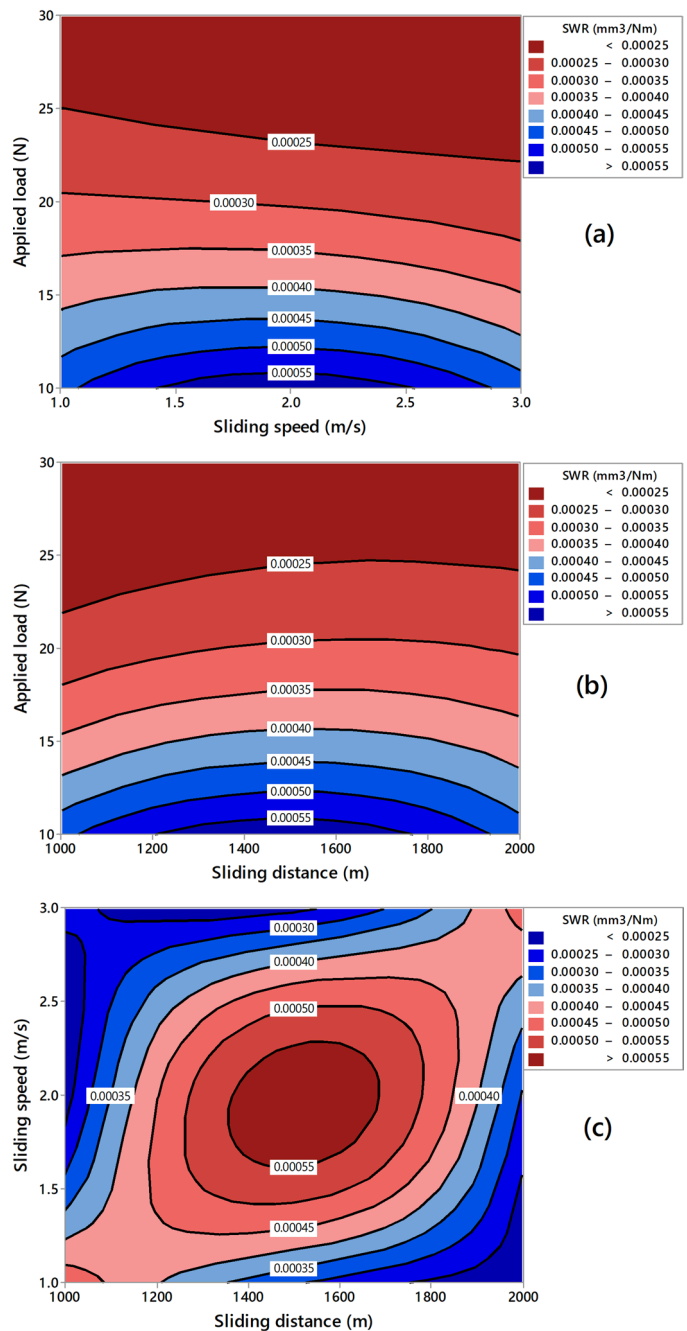 30
25
20
15
10
1.0
1.5
2.0
2.5
3.0
Applied load (N)
Sliding speed (m/s)
0.00025
0.00030
0.00035
0.00040
0.00045
0.00050
0.00055
SWR (mm3/Nm)
< 0.00025
0.00025 – 0.00030
0.00030 – 0.00035
0.00035 – 0.00040
0.00040 – 0.00045
0.00045 – 0.00050
0.00050 – 0.00055
> 0.00055
(a)
30
25
20
15
10
1000
1200
1400
1600
1800
2000
Applied load (N)
Sliding distance (m)
0.00025
0.00030
0.00035
0.00040
0.00045
0.00050
0.00055
SWR (mm3/Nm)
< 0.00025
0.00025 – 0.00030
0.00030 – 0.00035
0.00035 – 0.00040
0.00040 – 0.00045
0.00045 – 0.00050
0.00050 – 0.00055
> 0.00055
(b)
3.0
2.5
2.0
1.5
1.0
1000
1200
1400
1600
1800
2000
Sliding speed (m/s)
Sliding distance (m)
0.00030
0.00040
0.00050
0.00035
0.00040
0.00055
0.00045
0.00035
SWR (mm3/Nm)
< 0.00025
0.00025 – 0.00030
0.00030 – 0.00035
0.00035 – 0.00040
0.00040 – 0.00045
0.00045 – 0.00050
0.00050 – 0.00055
> 0.00055
(c)